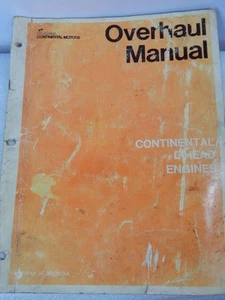 CONTINENTAL MOTORS
Overhaul
Manual
CONTINENTAL
ENGINES